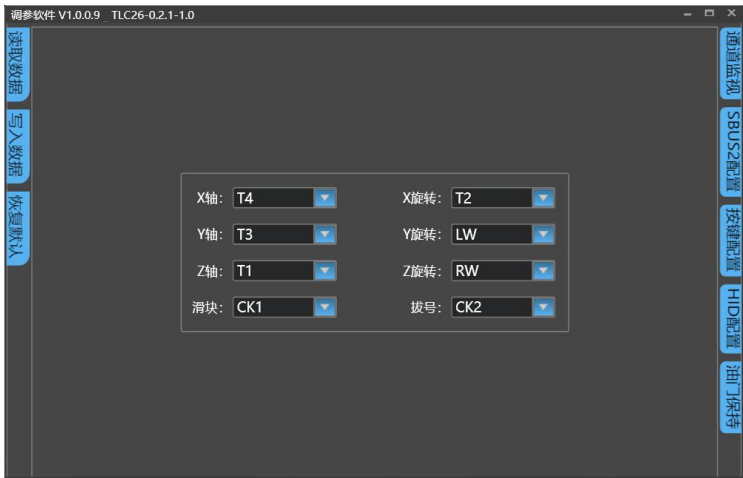 调参软件 V1.0.0.9 _ TLC26-0.2.1-1.0
读取数据
写入数据
恢复默认
X轴: T4
X旋转: T2
Y轴: T3
Y旋转: LW
Z轴: T1
Z旋转: RW
滑块: CK1
拔号: CK2
通道监视
SBUS2配置
按键配置
HID配置
油门保持